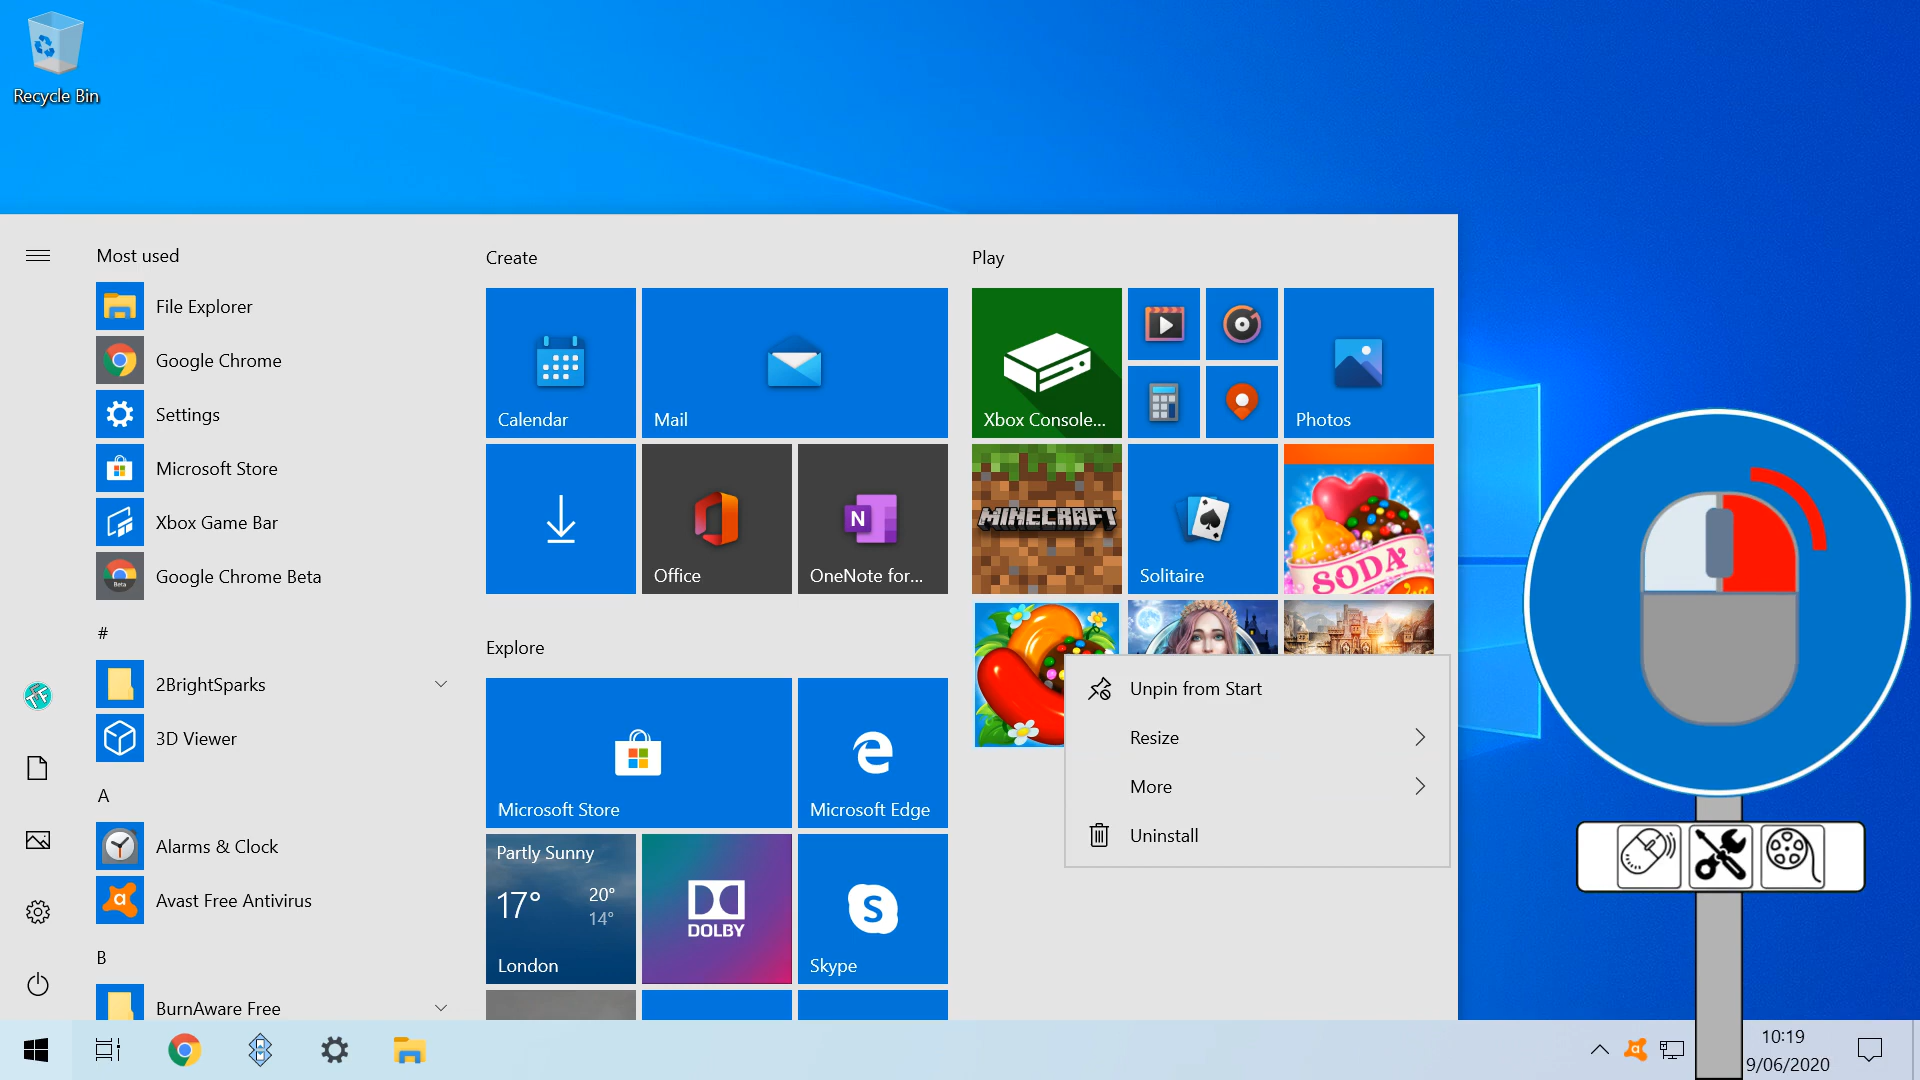 Recycle Bin
Most used
File Explorer
Google Chrome
Settings
Microsoft Store
Xbox Game Bar
Beta
Google Chrome Beta
#
2BrightSparks
3D Viewer
A
Alarms & Clock
a
Avast Free Antivirus
B
BurnAware Free
Create
Calendar
Mail
Office
N
OneNote for...
Explore
Microsoft Store
Microsoft Edge
Partly Sunny
17°
20°
14°
London
DOLBY
S
Skype
Play
Xbox Console...
Photos
MINECRAFT
Solitaire
SODA
Unpin from Start
Resize
More
Uninstall
10:19
9/06/2020